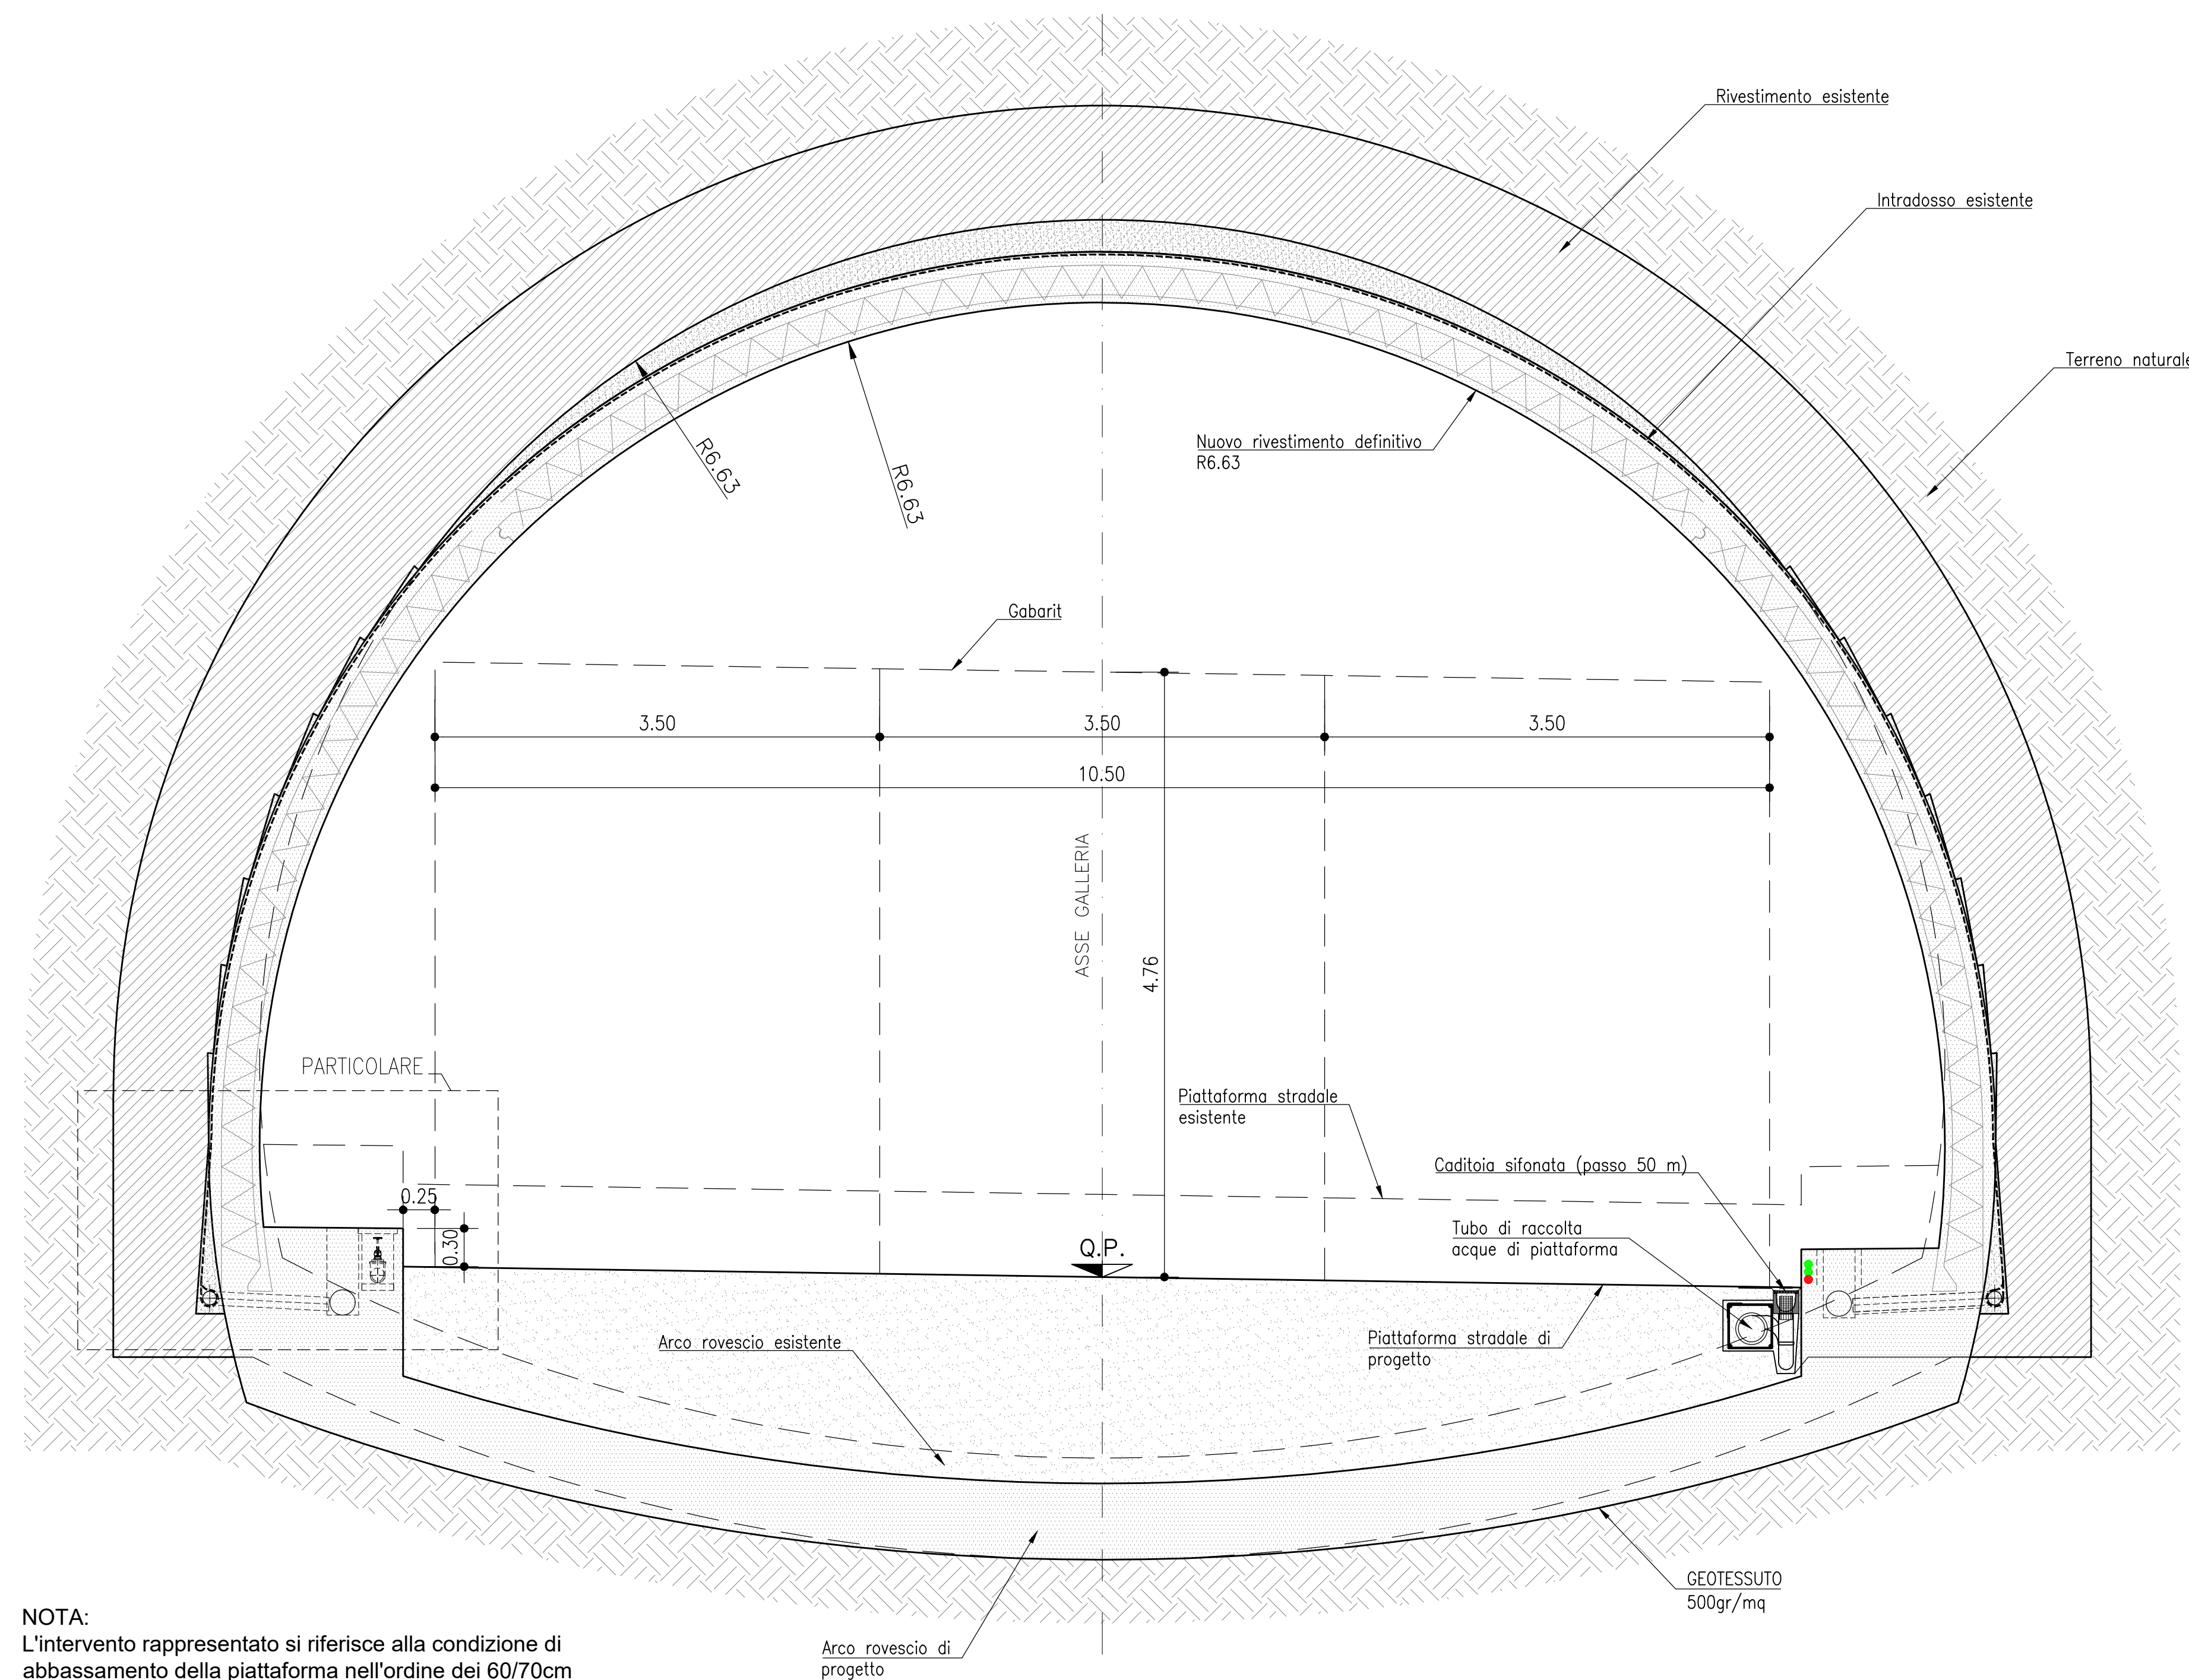 Rivestimento esistente
Intradosso esistente
Terreno naturale
Nuovo rivestimento definitivo
R6.63
R6.63
R6.63
Gabarit
3.50
3.50
3.50
10.50
ASSE GALLERIA
4.76
PARTICOLARE
Piattaforma stradale
esistente
Caditoia sifonata (passo 50 m)
0.25
0.30
Tubo di raccolta
acque di piattaforma
Q.P.
Arco rovescio esistente
Piattaforma stradale di
progetto
GEOTESSUTO
500gr/mq
NOTA:
L'intervento rappresentato si riferisce alla condizione di
abbassamento della piattaforma nell'ordine dei 60/70cm
Arco rovescio di
progetto